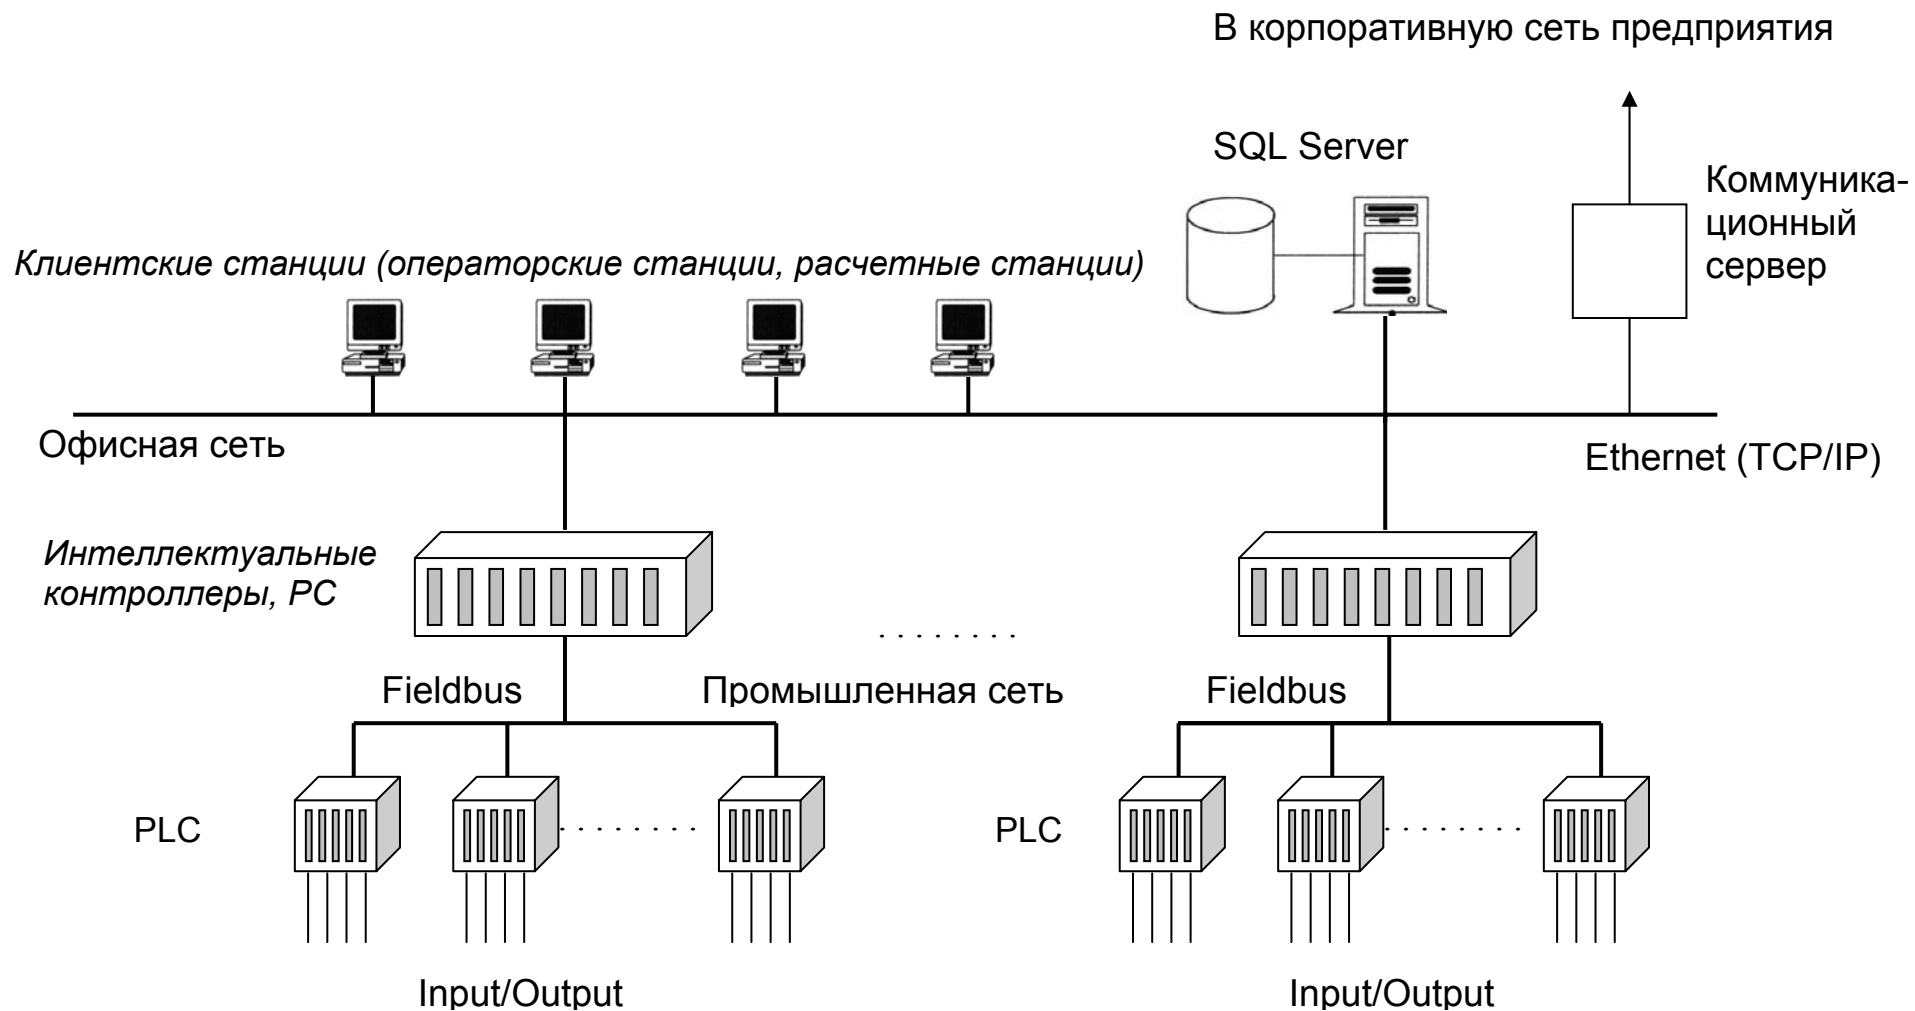 В корпоративную сеть предприятия
SQL Server
Коммуника-
ционный
сервер
Клиентские станции (операторские станции, расчетные станции)
Офисная сеть
Ethernet (TCP/IP)
Интеллектуальные
контроллеры, PC
. . . . . . . .
Fieldbus
Промышленная сеть
Fieldbus
PLC
. . . . . . . .
PLC
. . . . . . . .
Input/Output
Input/Output